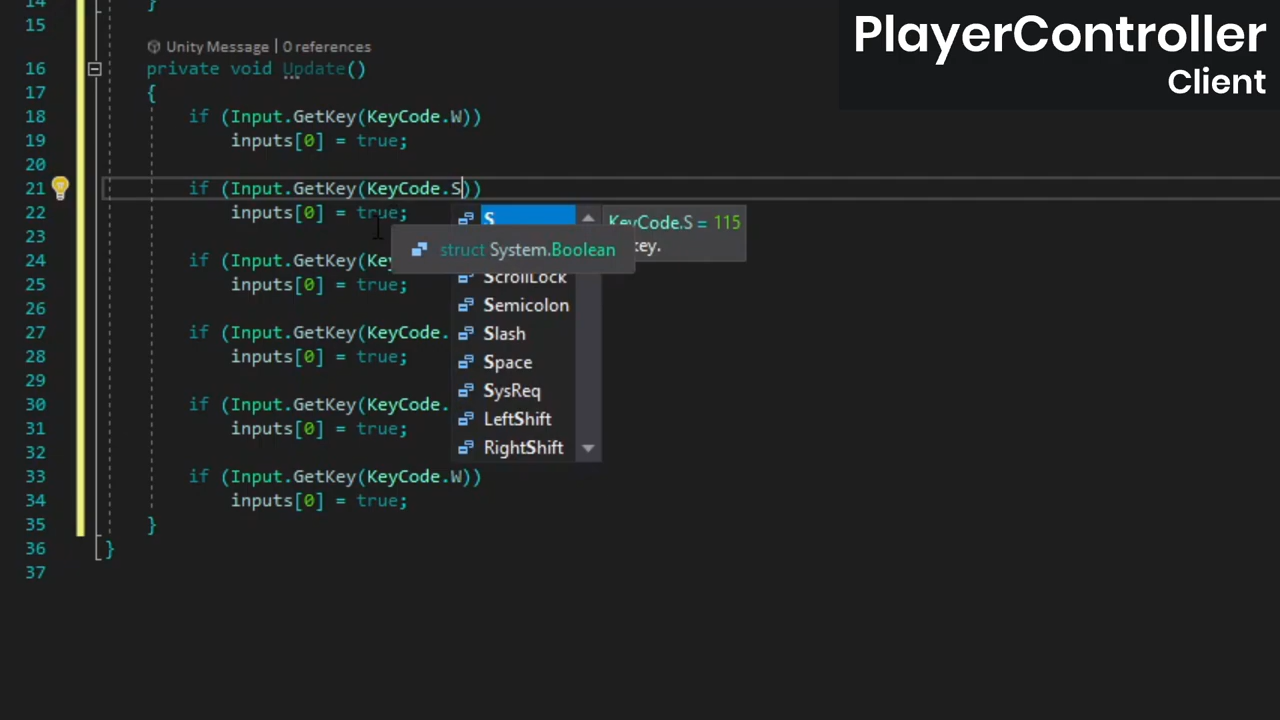 PlayerController
Client
14 }
15
Unity Message | 0 references
16 private void Update()
17 {
18 if (Input.GetKey(KeyCode.W))
19 inputs[0] = true;
20
21 if (Input.GetKey(KeyCode.S))
22 inputs[0] = true;
S
KeyCode.S = 115
key.
struct System.Boolean
23
24 if (Input.GetKey(
25 inputs[0] = true;
ScrollLock
26
Semicolon
27 if (Input.GetKey(KeyCode.
Slash
28 inputs[0] = true;
Space
29
SysReq
30 if (Input.GetKey(KeyCode.
LeftShift
31 inputs[0] = true;
RightShift
32
33 if (Input.GetKey(KeyCode.W))
34 inputs[0] = true;
35 }
36 }
37